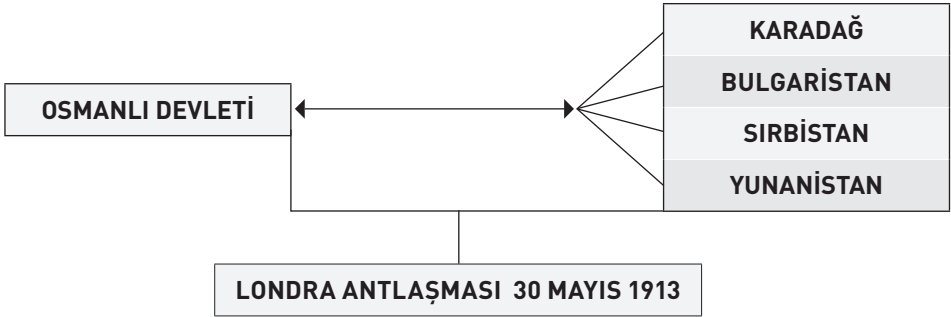 KARADAĞ
BULGARİSTAN
OSMANLI DEVLETİ
SIRBİSTAN
YUNANİSTAN
LONDRA ANTLAŞMASI 30 MAYIS 1913